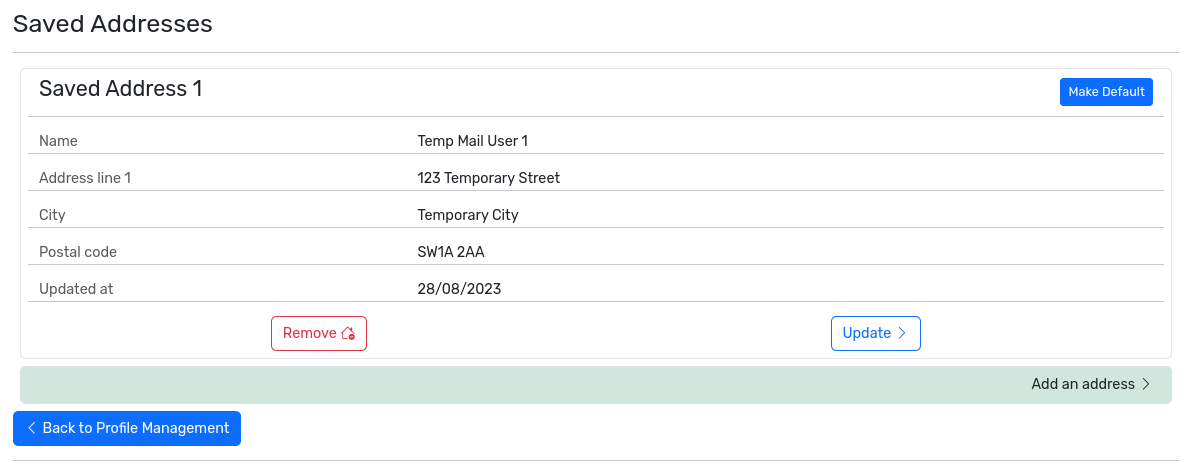 Saved Addresses
Saved Address 1 Make Default
Name Temp Mail User 1
Address line 1 123 Temporary Street
City Temporary City
Postal code SW1A 2AA
Updated at 28/08/2023
Remove Update
Add an address
Back to Profile Management